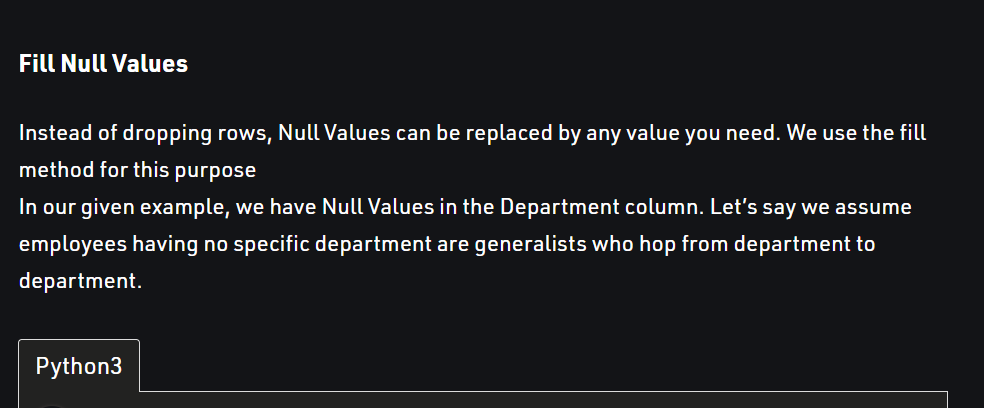 Fill Null Values
Instead of dropping rows, Null Values can be replaced by any value you need. We use the fill
method for this purpose
In our given example, we have Null Values in the Department column. Let’s say we assume
employees having no specific department are generalists who hop from department to
department.
Python3